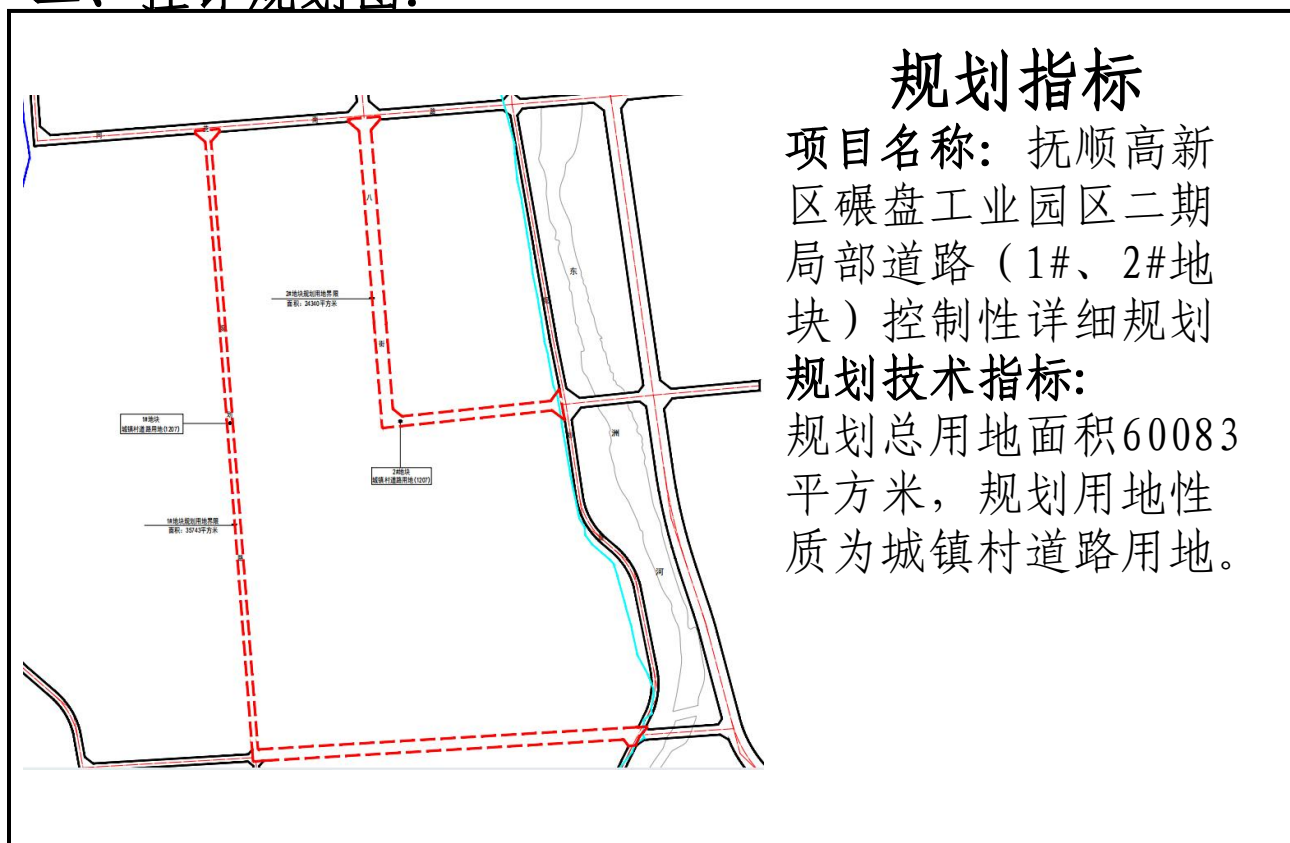 规划指标
项目名称：抚顺高新
区碾盘工业园区二期
局部道路（1#、2#地
块）控制性详细规划
规划技术指标：
规划总用地面积60083
平方米，规划用地性
质为城镇村道路用地。
八
街
2#地块规划用地界限
面积：24340平方米
1#地块
城镇村道路用地(1207)
2#地块
城镇村道路用地(1207)
1#地块规划用地界限
面积：35743平方米
东
洲
河